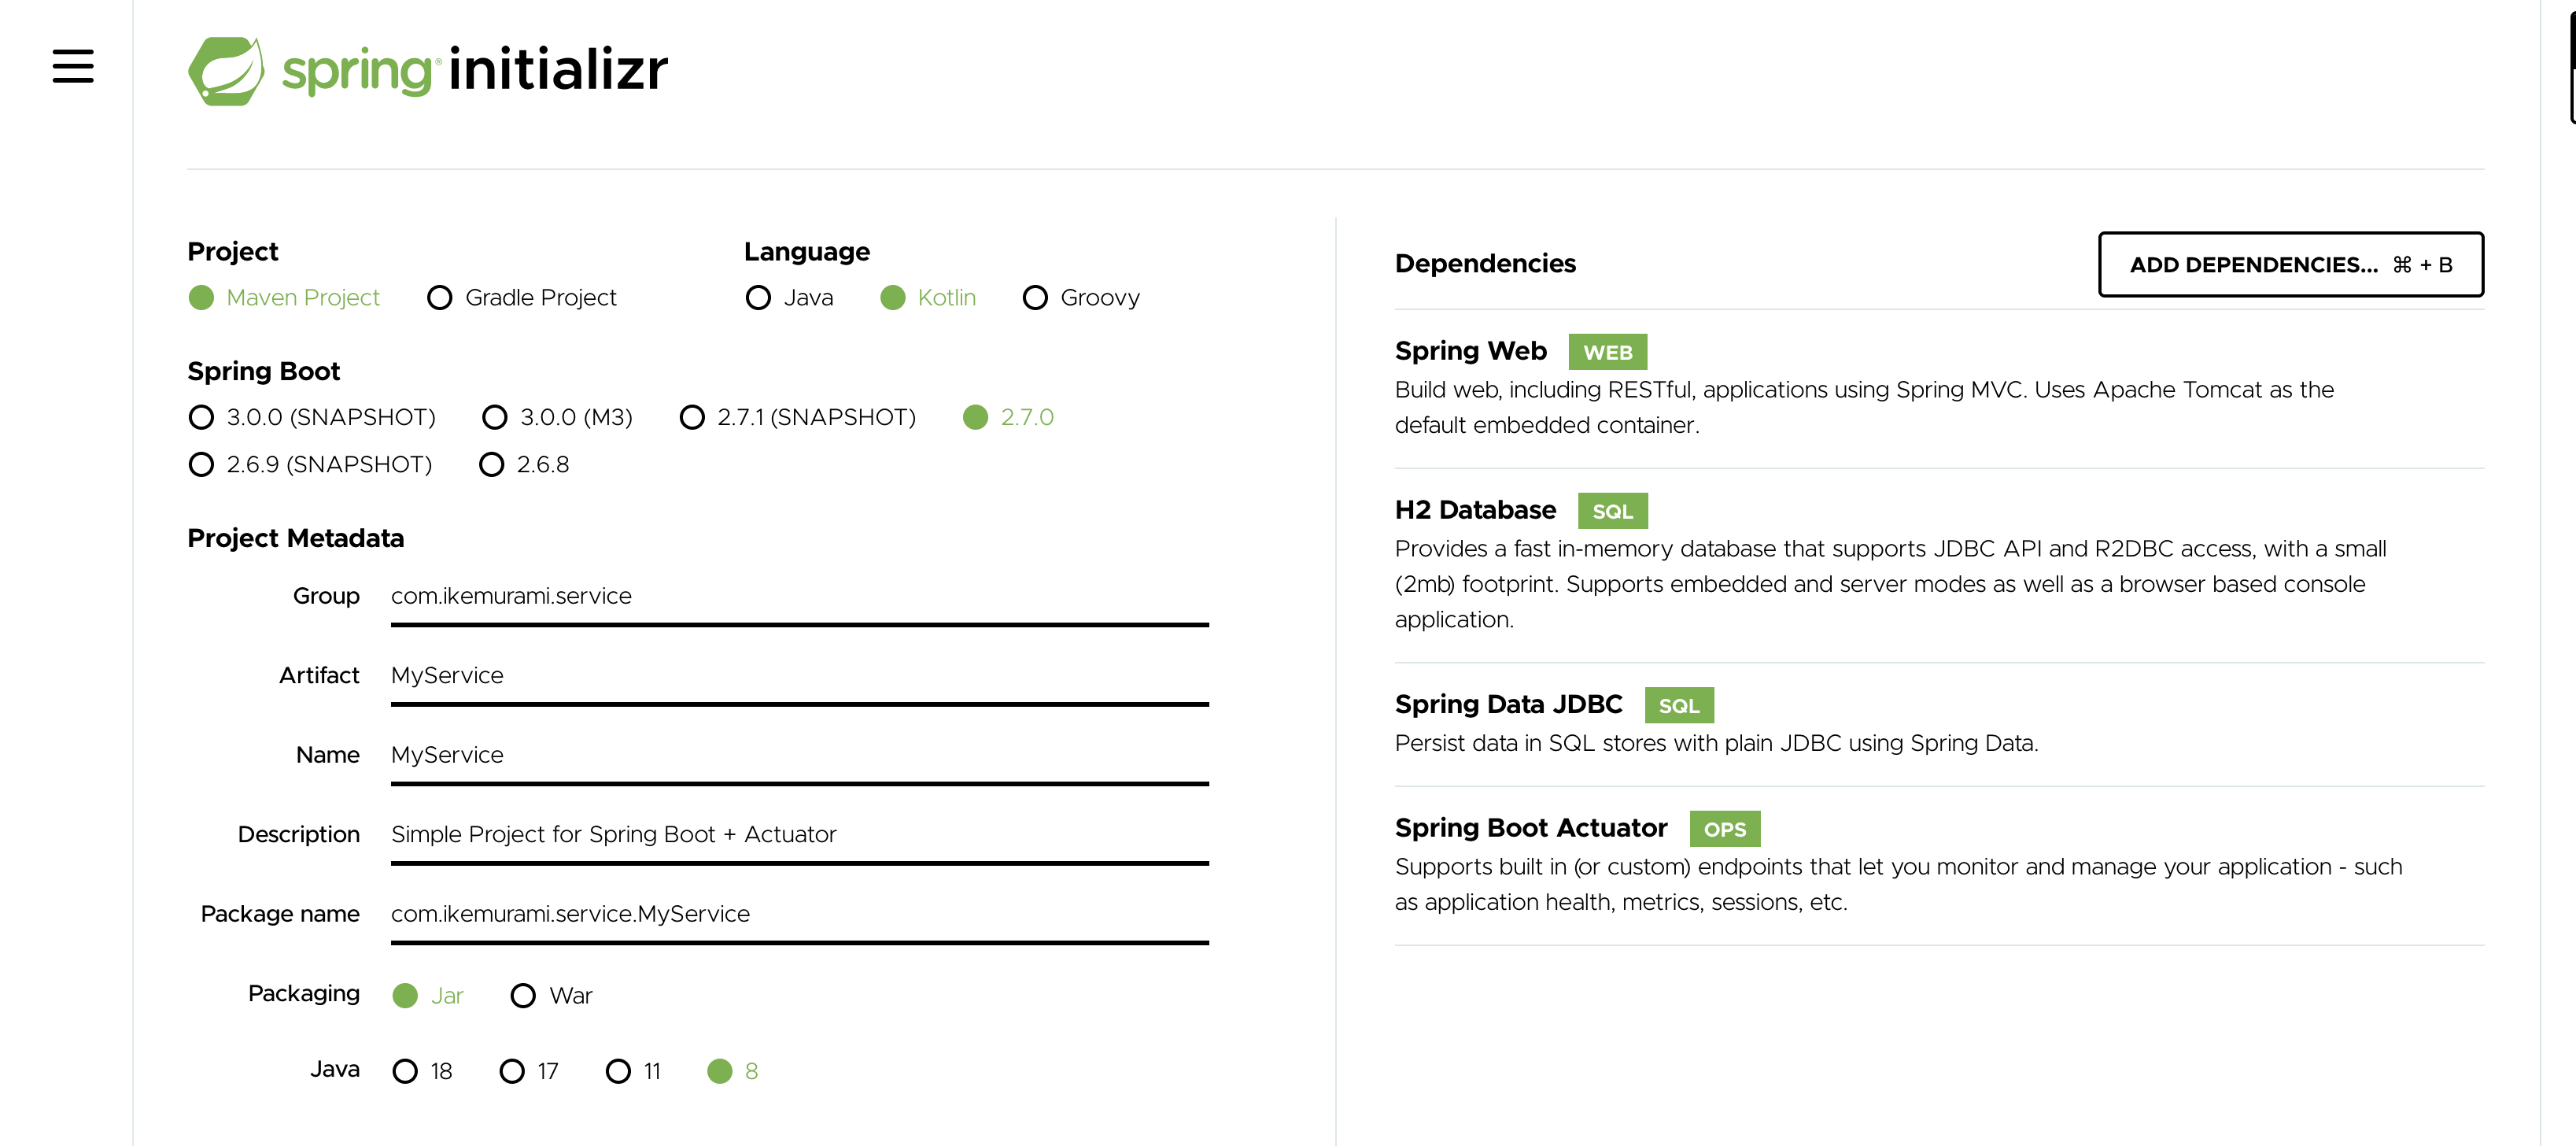 spring® initializr
Project
Maven Project Gradle Project
Language
Java Kotlin Groovy
Spring Boot
3.0.0 (SNAPSHOT) 3.0.0 (M3) 2.7.1 (SNAPSHOT) 2.7.0
2.6.9 (SNAPSHOT) 2.6.8
Project Metadata
Group com.ikemurami.service
Artifact MyService
Name MyService
Description Simple Project for Spring Boot + Actuator
Package name com.ikemurami.service.MyService
Packaging Jar War
Java 18 17 11 8
Dependencies
ADD DEPENDENCIES... ⌘ + B
Spring Web WEB
Build web, including RESTful, applications using Spring MVC. Uses Apache Tomcat as the
default embedded container.
H2 Database SQL
Provides a fast in-memory database that supports JDBC API and R2DBC access, with a small
(2mb) footprint. Supports embedded and server modes as well as a browser based console
application.
Spring Data JDBC SQL
Persist data in SQL stores with plain JDBC using Spring Data.
Spring Boot Actuator OPS
Supports built in (or custom) endpoints that let you monitor and manage your application - such
as application health, metrics, sessions, etc.